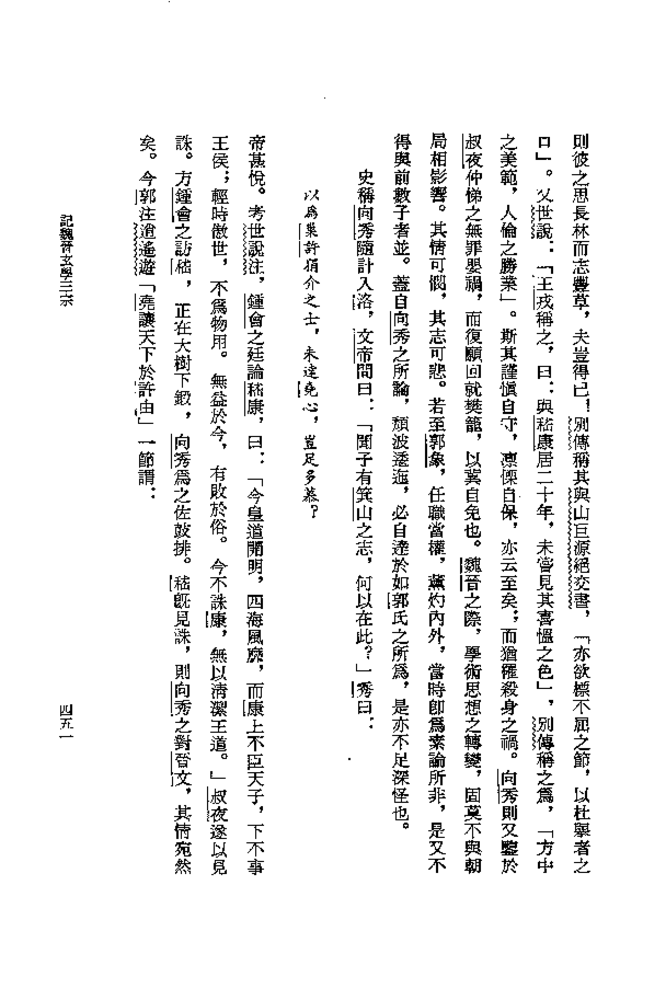 則彼之思長林而志豐草，夫豈得已！別傳稱其與山巨源絕交書，「亦欲標不屈之節，以杜舉者之
口」。又世說：「王戎稱之，曰：與嵇康居二十年，未嘗見其喜慍之色」，別傳稱之爲，「方中
之美範，人倫之勝業」。斯其謹愼自守，凛慄自保，亦云至矣；而猶罹殺身之禍。向秀則又鑒於
叔夜仲悌之無罪嬰禍，而復願回就樊籠，以冀自免也。魏晉之際，學術思想之轉變，固莫不與朝
局相影響。其情可憫，其志可悲。若至郭象，任職當權，薰灼內外，當時卽爲素論所非，是又不
得與前數子者並。蓋自向秀之所論，頹波逶迤，必自達於如郭氏之所爲，是亦不足深怪也。
史稱向秀隨計入洛，文帝問曰：「聞子有箕山之志，何以在此？」秀曰：
以爲巢許狷介之士，未達堯心，豈足多慕？
帝甚悅。考世說注，鍾會之廷論嵇康，曰：「今皇道開明，四海風靡，而康上不臣天子，下不事
王侯；輕時傲世，不爲物用。無益於今，有敗於俗。今不誅康，無以淸潔王道。」叔夜遂以見
誅。方鍾會之訪嵇，正在大樹下鍛，向秀爲之佐鼓排。嵇旣見誅，則向秀之對晉文，其情宛然
矣。今郭注逍遙遊「堯讓天下於許由」一節謂：
記魏晉玄學三宗
四五一